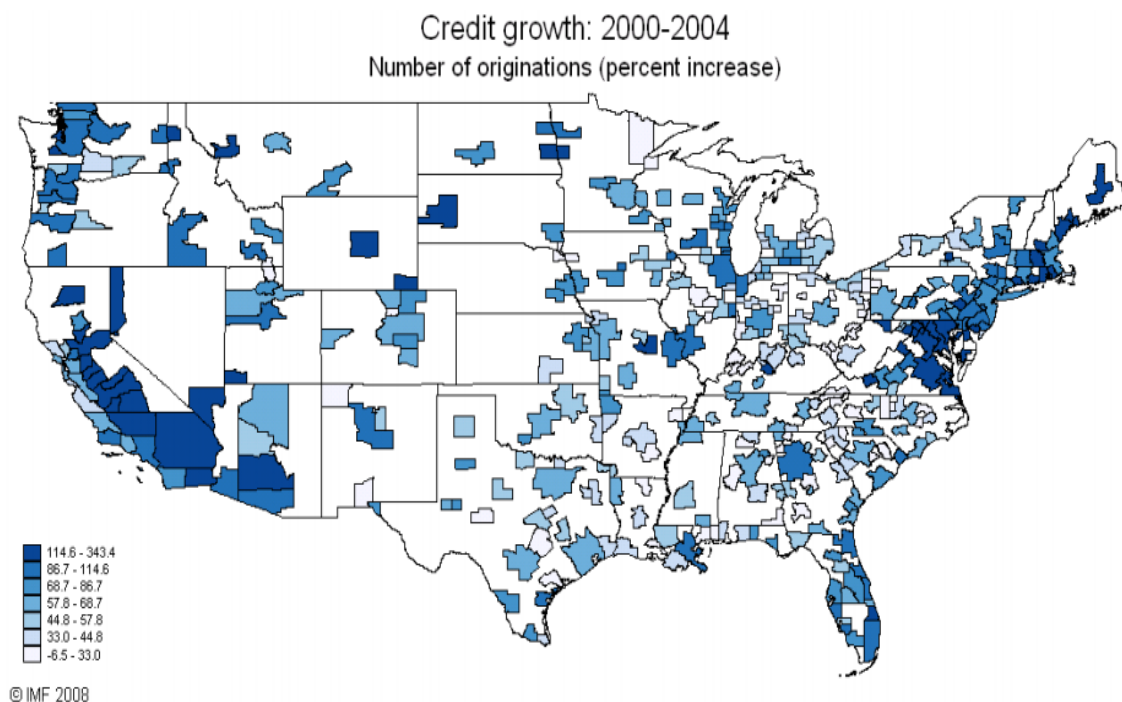 Credit growth: 2000-2004
Number of originations (percent increase)
114.6 - 343.4
86.7 - 114.6
68.7 - 86.7
57.8 - 68.7
44.8 - 57.8
33.0 - 44.8
-6.5 - 33.0
© IMF 2008